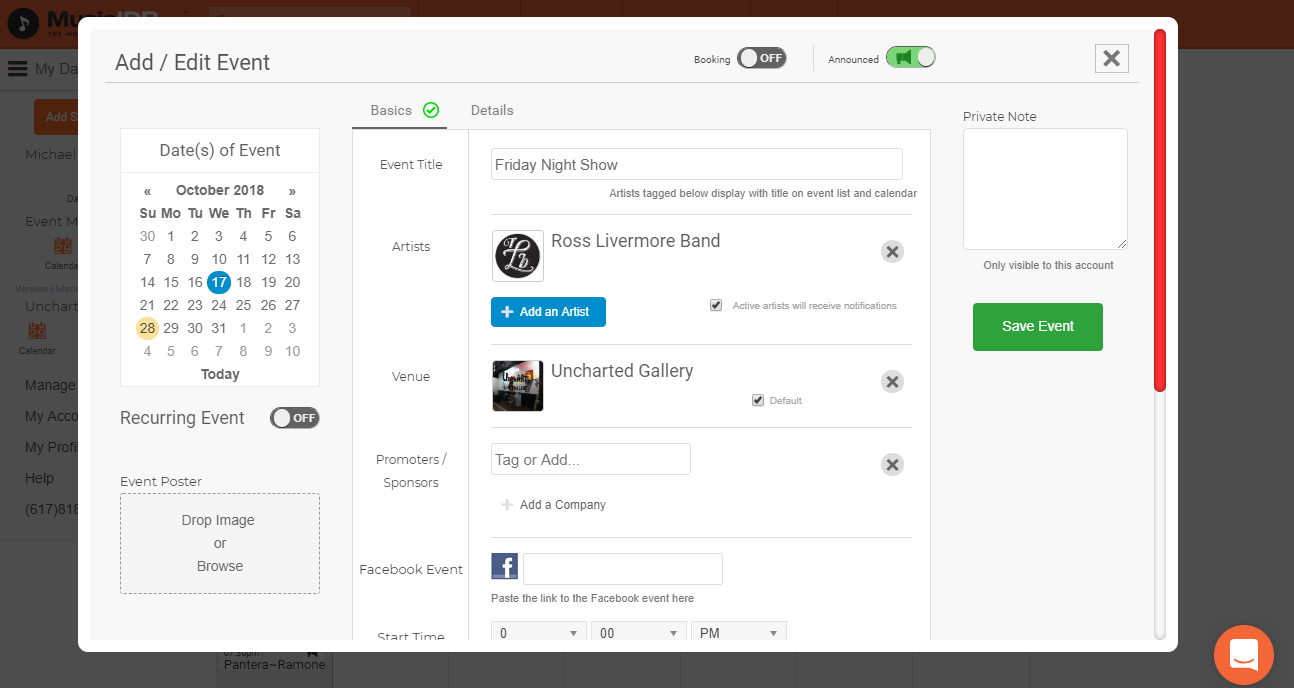 Add / Edit Event
Booking OFF
Announced
My Da
Add S
Michael
Da
Event M
Calenda
Venues I Mana
Unchart
Calendar
Manage
My Acco
My Profil
Help
(617)818
Date(s) of Event
« October 2018 »
Su Mo Tu We Th Fr Sa
30 1 2 3 4 5 6
7 8 9 10 11 12 13
14 15 16 17 18 19 20
21 22 23 24 25 26 27
28 29 30 31 1 2 3
4 5 6 7 8 9 10
Today
Recurring Event OFF
Event Poster
Drop Image
or
Browse
Basics Details
Event Title Friday Night Show
Artists tagged below display with title on event list and calendar
Artists Ross Livermore Band
Add an Artist Active artists will receive notifications
Venue Uncharted Gallery
Default
Promoters / Tag or Add...
Sponsors
Add a Company
Facebook Event
Paste the link to the Facebook event here
Start Time 0 00 PM
Private Note
Only visible to this account
Save Event
07:30pm
Pantera~Ramone